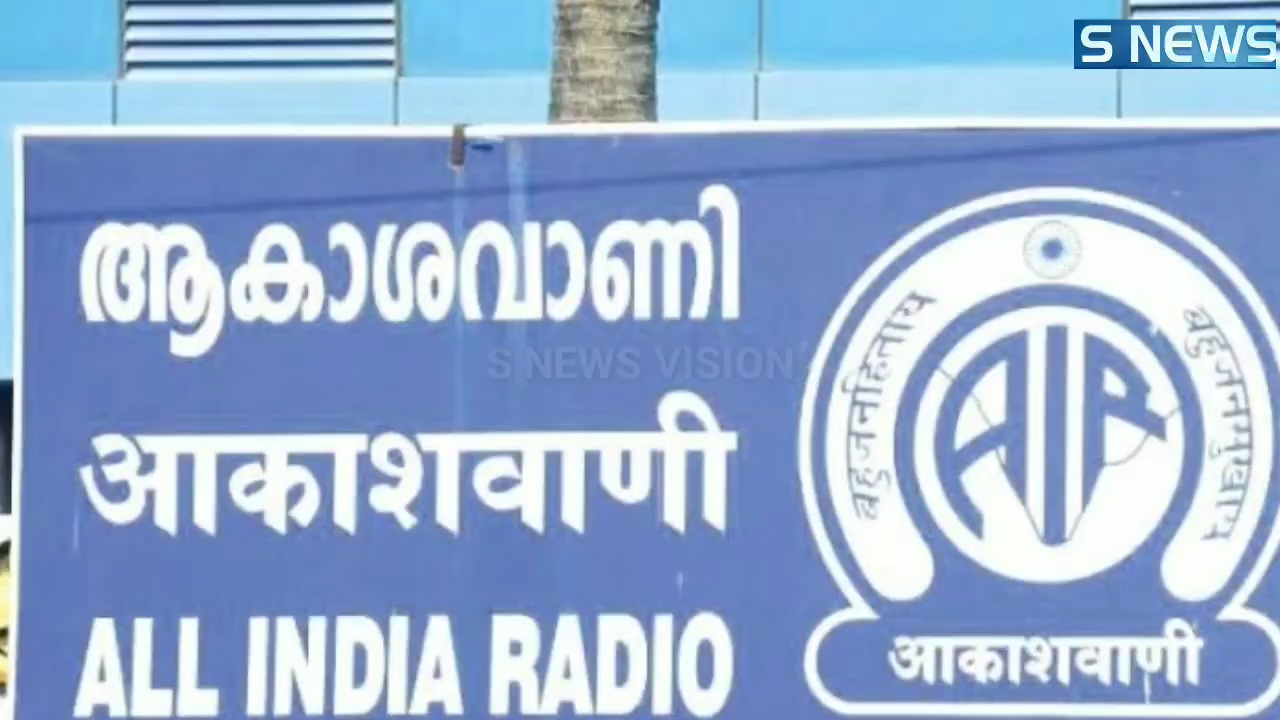 S NEWS
ആകാശവാണി
S NEWS VISION
आकाशवाणी
ALL INDIA RADIO
बहुजनहिताय
बहुजनसुखाय
AIR
आकाशवाणी